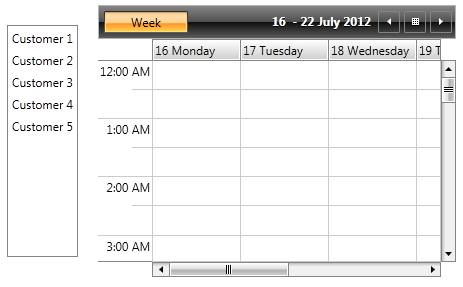 Customer 1
Customer 2
Customer 3
Customer 4
Customer 5
Week 16 - 22 July 2012
16 Monday 17 Tuesday 18 Wednesday 19 T
12:00 AM
1:00 AM
2:00 AM
3:00 AM